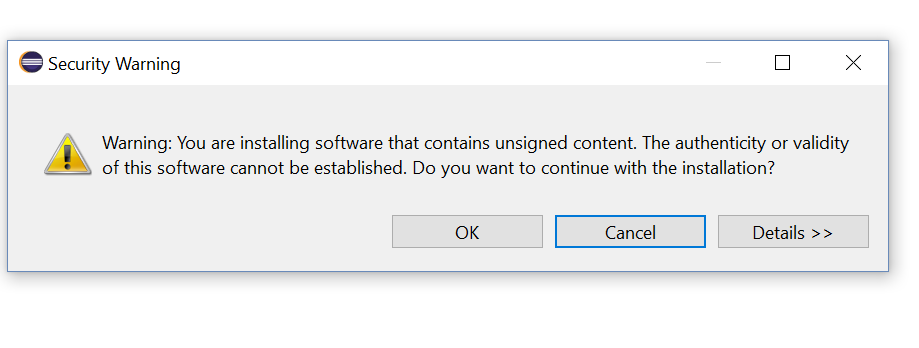 Security Warning
Warning: You are installing software that contains unsigned content. The authenticity or validity
of this software cannot be established. Do you want to continue with the installation?
OK
Cancel
Details >>